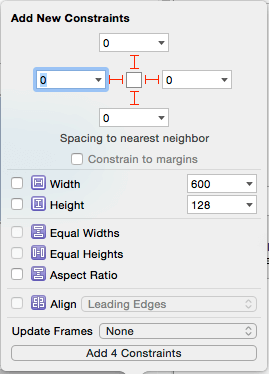 Add New Constraints
0
0 0
0
Spacing to nearest neighbor
Constrain to margins
Width 600
Height 128
Equal Widths
Equal Heights
Aspect Ratio
Align Leading Edges
Update Frames None
Add 4 Constraints